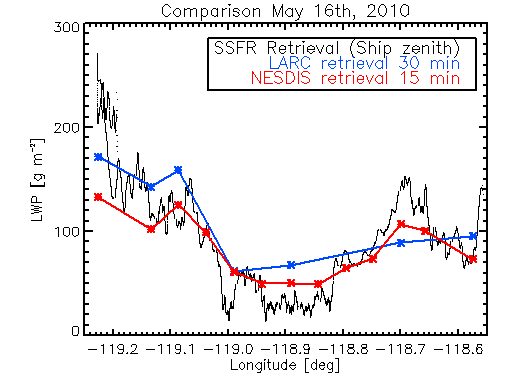 Comparison May 16th, 2010
SSFR Retrieval (Ship zenith)
LARC retrieval 30 min
NESDIS retrieval 15 min
300
200
100
0
LWP [g m⁻²]
−119.2 −119.1 −119.0 −118.9 −118.8 −118.7 −118.6
Longitude [deg]